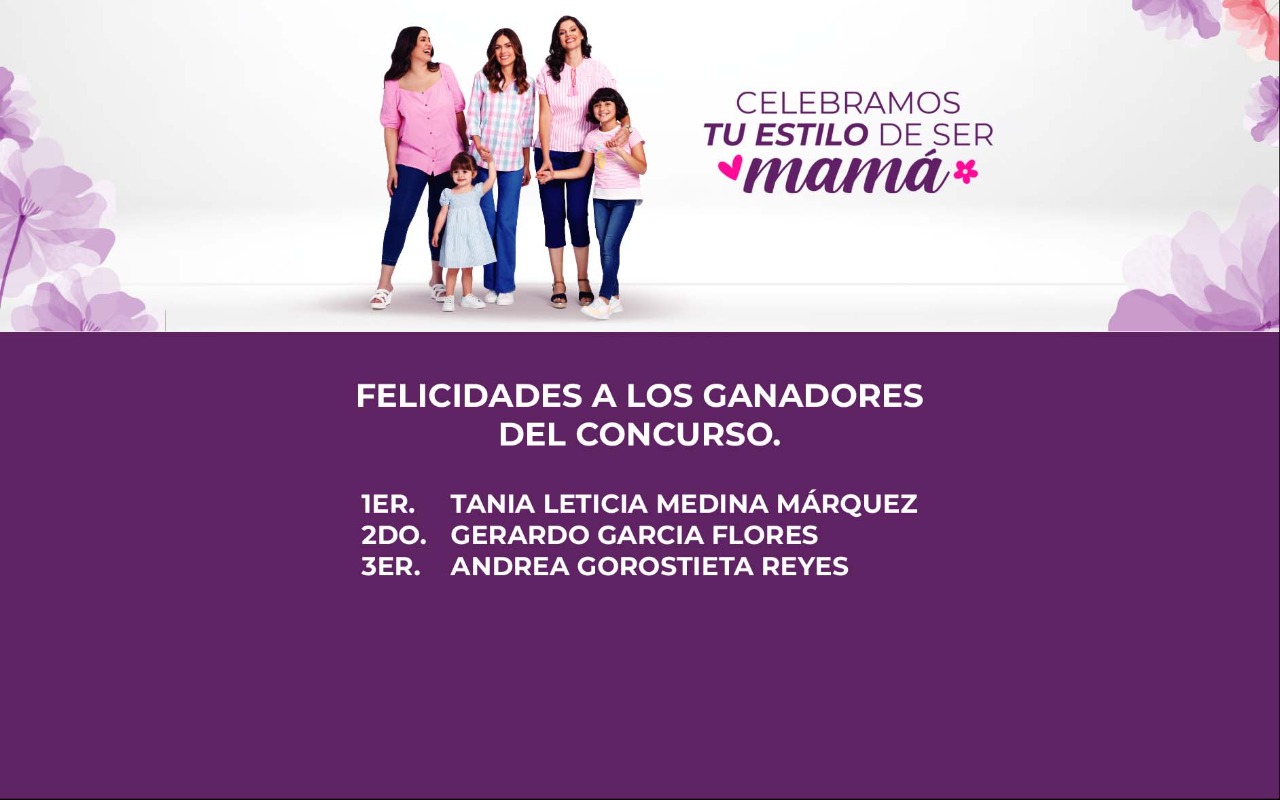 CELEBRAMOS
TU ESTILO DE SER
mamá
FELICIDADES A LOS GANADORES
DEL CONCURSO.
1ER. TANIA LETICIA MEDINA MÁRQUEZ
2DO. GERARDO GARCIA FLORES
3ER. ANDREA GOROSTIETA REYES